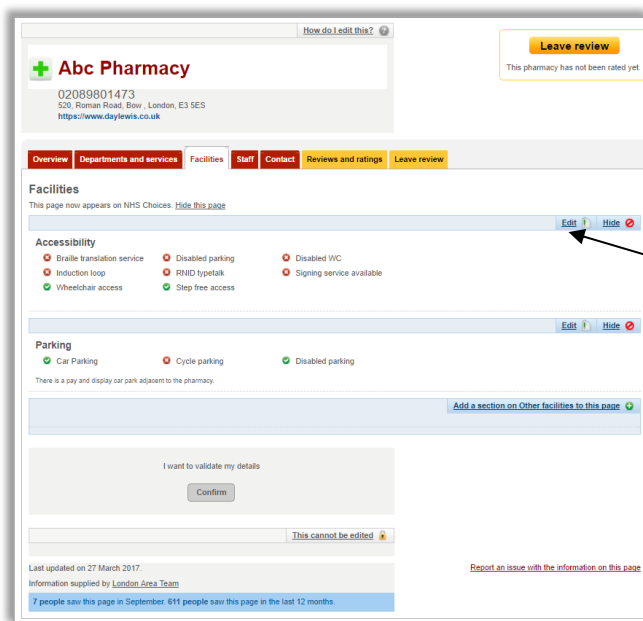 How do I edit this?
Leave review
This pharmacy has not been rated yet.
Abc Pharmacy
02089801473
520, Roman Road, Bow , London, E3 5ES
https://www.daylewis.co.uk
Overview Departments and services Facilities Staff Contact Reviews and ratings Leave review
Facilities
This page now appears on NHS Choices. Hide this page
Edit Hide
Accessibility
Braille translation service Disabled parking Disabled WC
Induction loop RNID typetalk Signing service available
Wheelchair access Step free access
Edit Hide
Parking
Car Parking Cycle parking Disabled parking
There is a pay and display car park adjacent to the pharmacy.
Add a section on Other facilities to this page
I want to validate my details
Confirm
This cannot be edited
Last updated on 27 March 2017.
Report an issue with the information on this page
Information supplied by London Area Team
7 people saw this page in September. 611 people saw this page in the last 12 months.